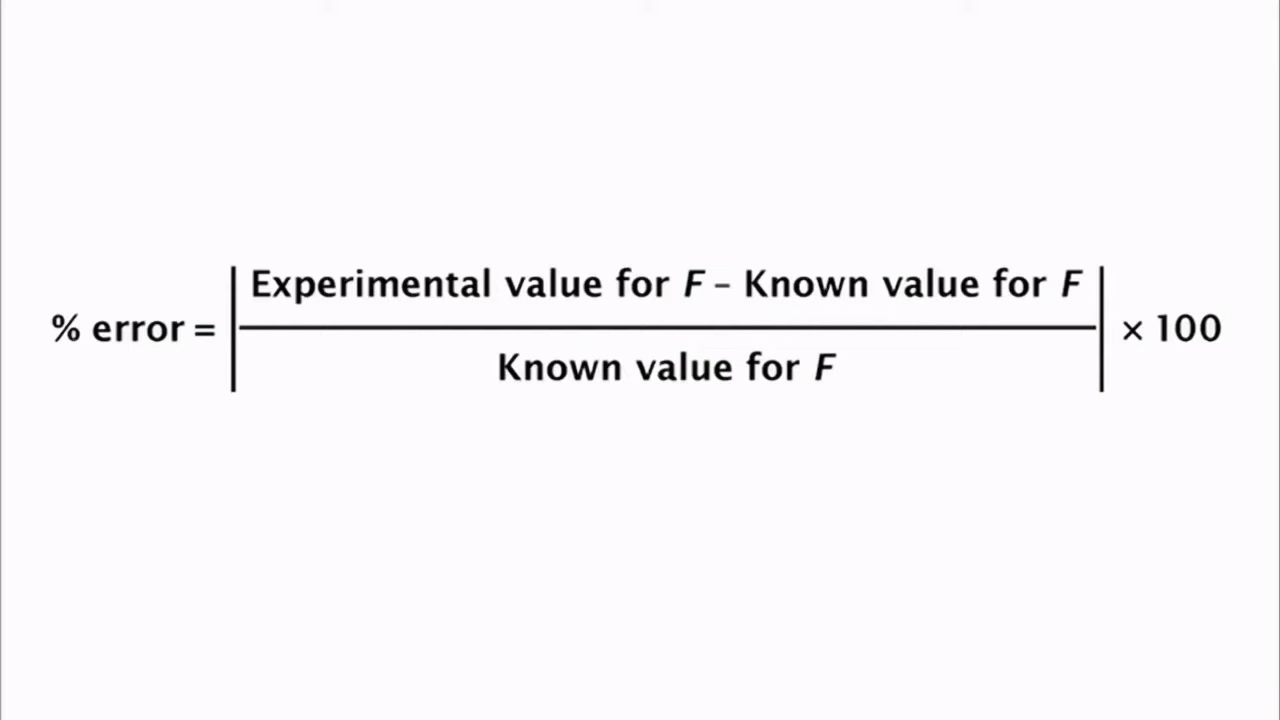 Experimental value for F – Known value for F
% error = × 100
Known value for F